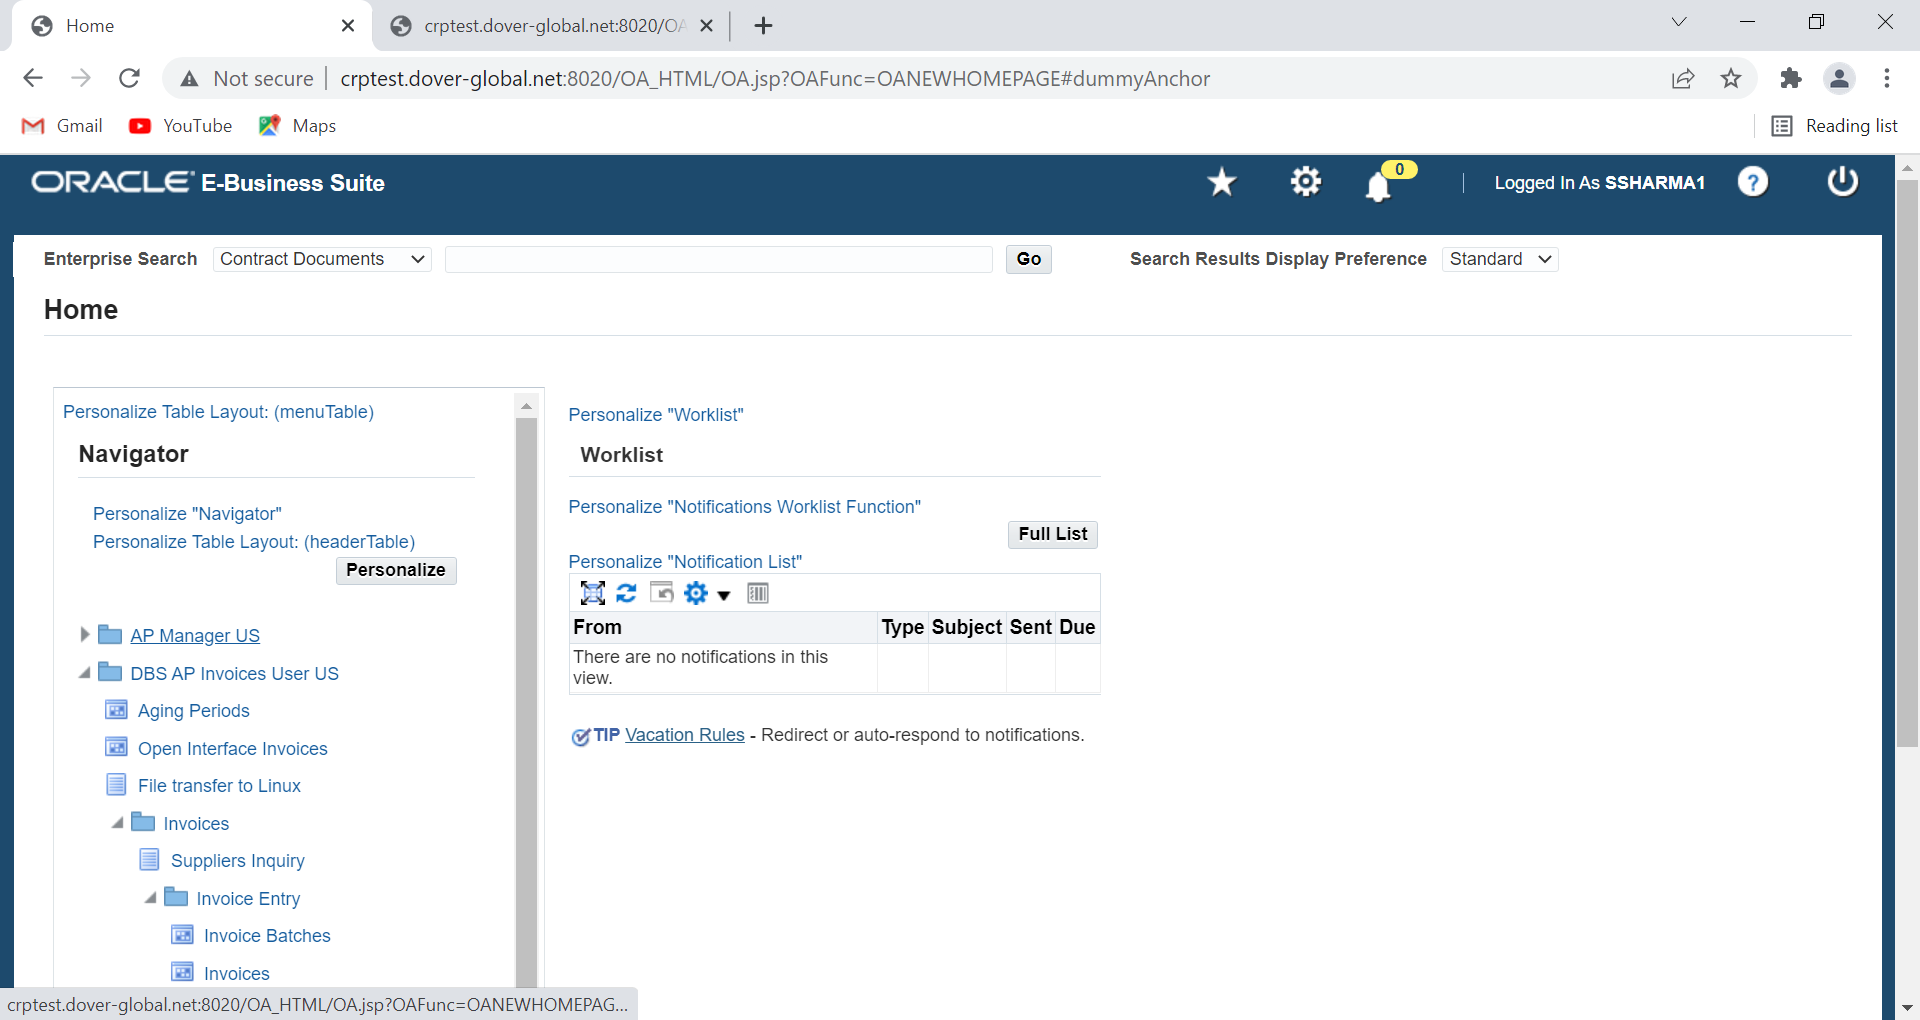 Home
crptest.dover-global.net:8020/OA
Not secure
crptest.dover-global.net:8020/OA_HTML/OA.jsp?OAFunc=OANEWHOMEPAGE#dummyAnchor
Gmail
YouTube
Maps
Reading list
ORACLE E-Business Suite
0
Logged In As SSHARMA1
?
Enterprise Search
Contract Documents
Go
Search Results Display Preference
Standard
Home
Personalize Table Layout: (menuTable)
Navigator
Personalize "Navigator"
Personalize Table Layout: (headerTable)
Personalize
AP Manager US
DBS AP Invoices User US
Aging Periods
Open Interface Invoices
File transfer to Linux
Invoices
Suppliers Inquiry
Invoice Entry
Invoice Batches
Invoices
Personalize "Worklist"
Worklist
Personalize "Notifications Worklist Function"
Full List
Personalize "Notification List"
From Type Subject Sent Due
There are no notifications in this
view.
TIP Vacation Rules - Redirect or auto-respond to notifications.
crptest.dover-global.net:8020/OA_HTML/OA.jsp?OAFunc=OANEWHOMEPAG...